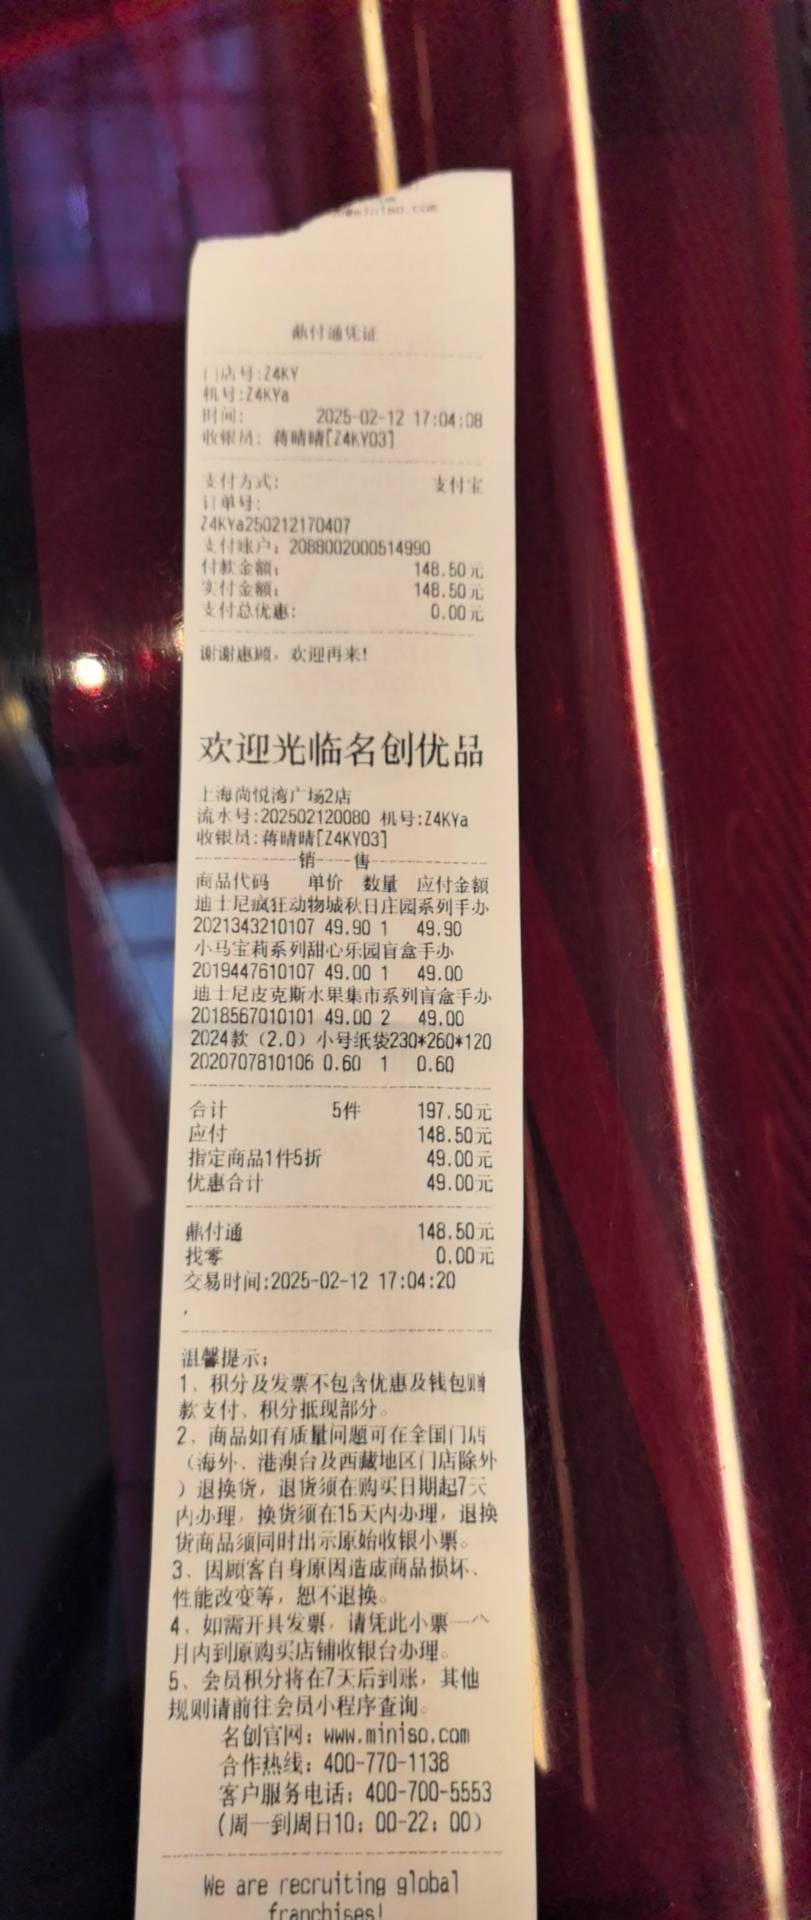 miniso.com
鼎付通凭证
门店号:Z4KY
机号:Z4KYa
时间: 2025-02-12 17:04:08
收银员: 蒋晴晴[Z4KY03]
支付方式: 支付宝
订单号:
Z4KYa250212170407
支付账户: 2088002000514990
付款金额: 148.50元
实付金额: 148.50元
支付总优惠: 0.00元
谢谢惠顾, 欢迎再来!
欢迎光临名创优品
上海尚悦湾广场2店
流水号:202502120080 机号:Z4KYa
收银员:蒋晴晴[Z4KY03]
----------销----售----------
商品代码 单价 数量 应付金额
迪士尼疯狂动物城秋日庄园系列手办
2021343210107 49.90 1 49.90
小马宝莉系列甜心乐园盲盒手办
2019447610107 49.00 1 49.00
迪士尼皮克斯水果集市系列盲盒手办
2018567010101 49.00 2 49.00
2024款（2.0）小号纸袋230*260*120
2020707810106 0.60 1 0.60
合计 5件 197.50元
应付 148.50元
指定商品1件5折 49.00元
优惠合计 49.00元
鼎付通 148.50元
找零 0.00元
交易时间:2025-02-12 17:04:20
.
温馨提示:
1、积分及发票不包含优惠及钱包赠
款支付、积分抵现部分。
2、商品如有质量问题可在全国门店
（海外、港澳台及西藏地区门店除外
）退换货，退货须在购买日期起7天
内办理，换货须在15天内办理，退换
货商品须同时出示原始收银小票。
3、因顾客自身原因造成商品损坏、
性能改变等，恕不退换。
4、如需开具发票，请凭此小票一个
月内到原购买店铺收银台办理。
5、会员积分将在7天后到账，其他
规则请前往会员小程序查询。
名创官网: www.miniso.com
合作热线: 400-770-1138
客户服务电话: 400-700-5553
(周一到周日10: 00-22: 00)
We are recruiting global
franchises!